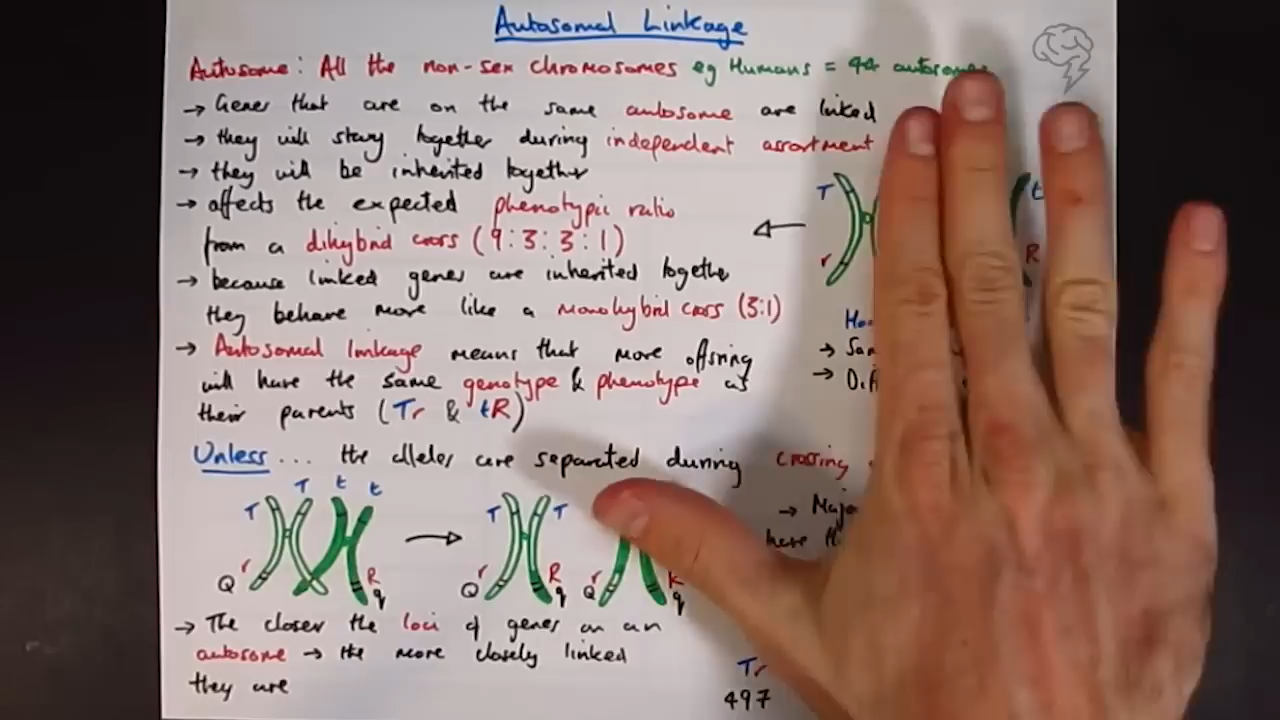 Autosomal Linkage
Autosome: All the non-sex chromosomes eg Humans = 44 autosomes
→ Genes that are on the same autosome are linked
→ they will stay together during independent assortment
→ they will be inherited together
→ affects the expected phenotypic ratio
from a dihybrid cross (9:3:3:1)
→ because linked genes are inherited together
they behave more like a monohybrid cross (3:1)
→ Autosomal linkage means that more offsring
will have the same genotype & phenotype as
their parents (Tr & tR)
T t
r R
→
→
Unless... the alleles are separated during crossing
→
here
T T t t
Q r R q
→
T T
Q r R q
Q r R q
→ The closer the loci of genes on an
autosome → the more closely linked
they are
Tr
497